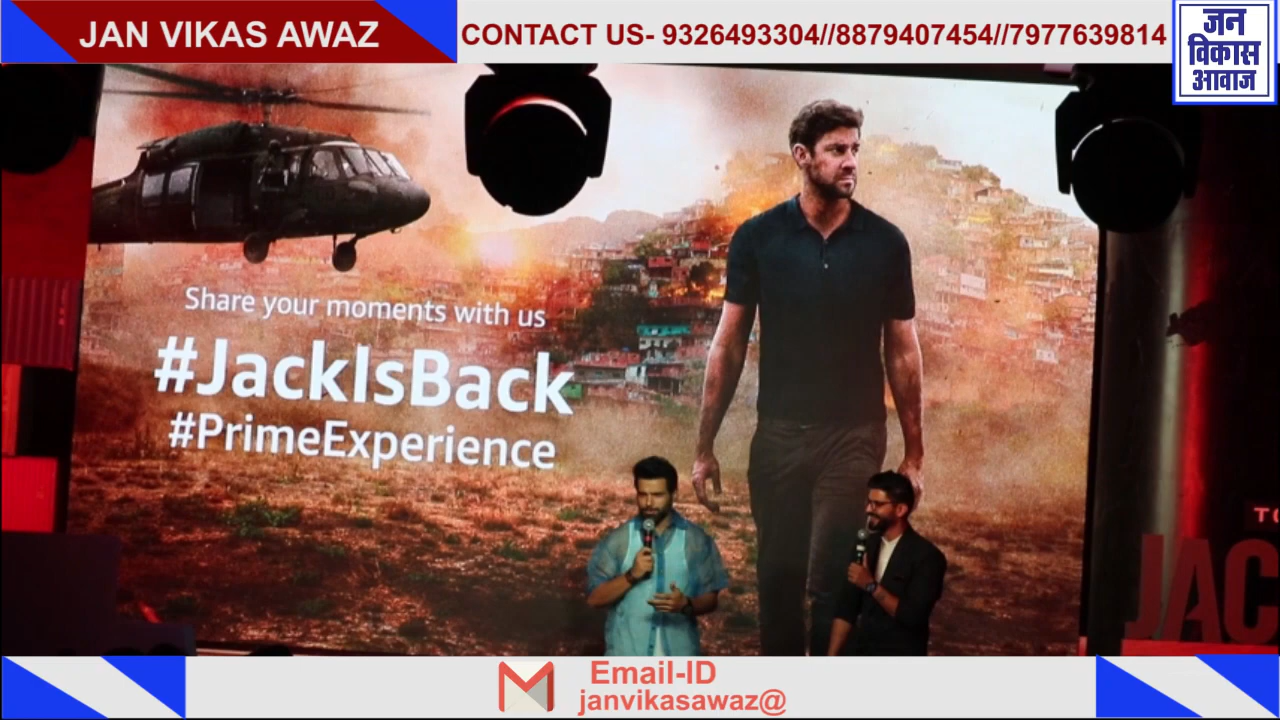 JAN VIKAS AWAZ
CONTACT US- 9326493304//8879407454//7977639814
जन
विकास
आवाज
Share your moments with us
#JackIsBack
#PrimeExperience
JAC
Email-ID
janvikasawaz@